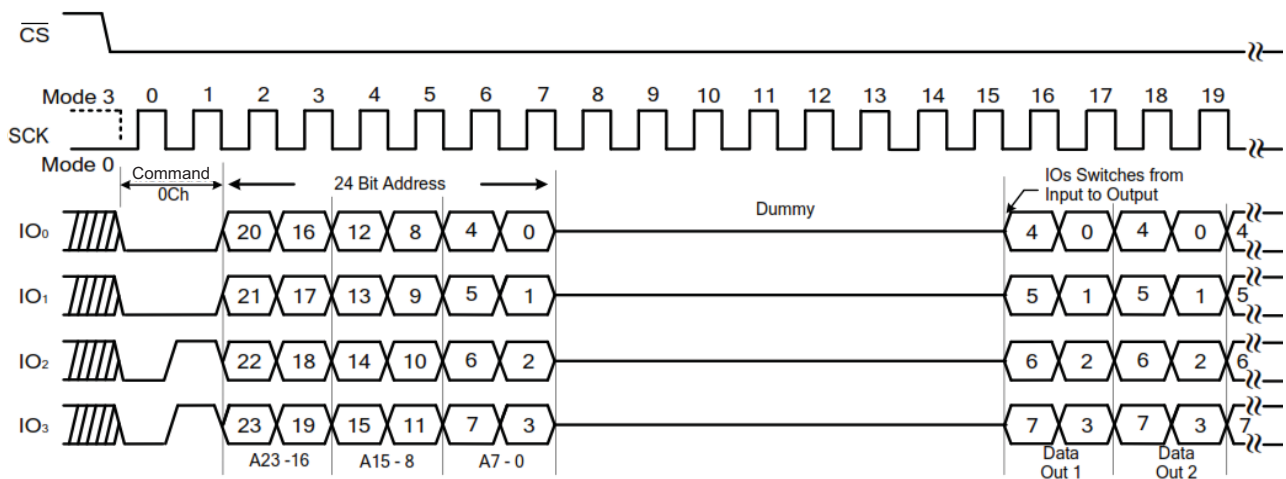 CS
Mode 3 0 1 2 3 4 5 6 7 8 9 10 11 12 13 14 15 16 17 18 19
SCK
Mode 0
Command
0Ch
24 Bit Address
Dummy
IOs Switches from
Input to Output
IO0 20 16 12 8 4 0 4 0 4 0 4
IO1 21 17 13 9 5 1 5 1 5 1 5
IO2 22 18 14 10 6 2 6 2 6 2 6
IO3 23 19 15 11 7 3 7 3 7 3 7
A23 -16 A15 - 8 A7 - 0
Data
Out 1
Data
Out 2